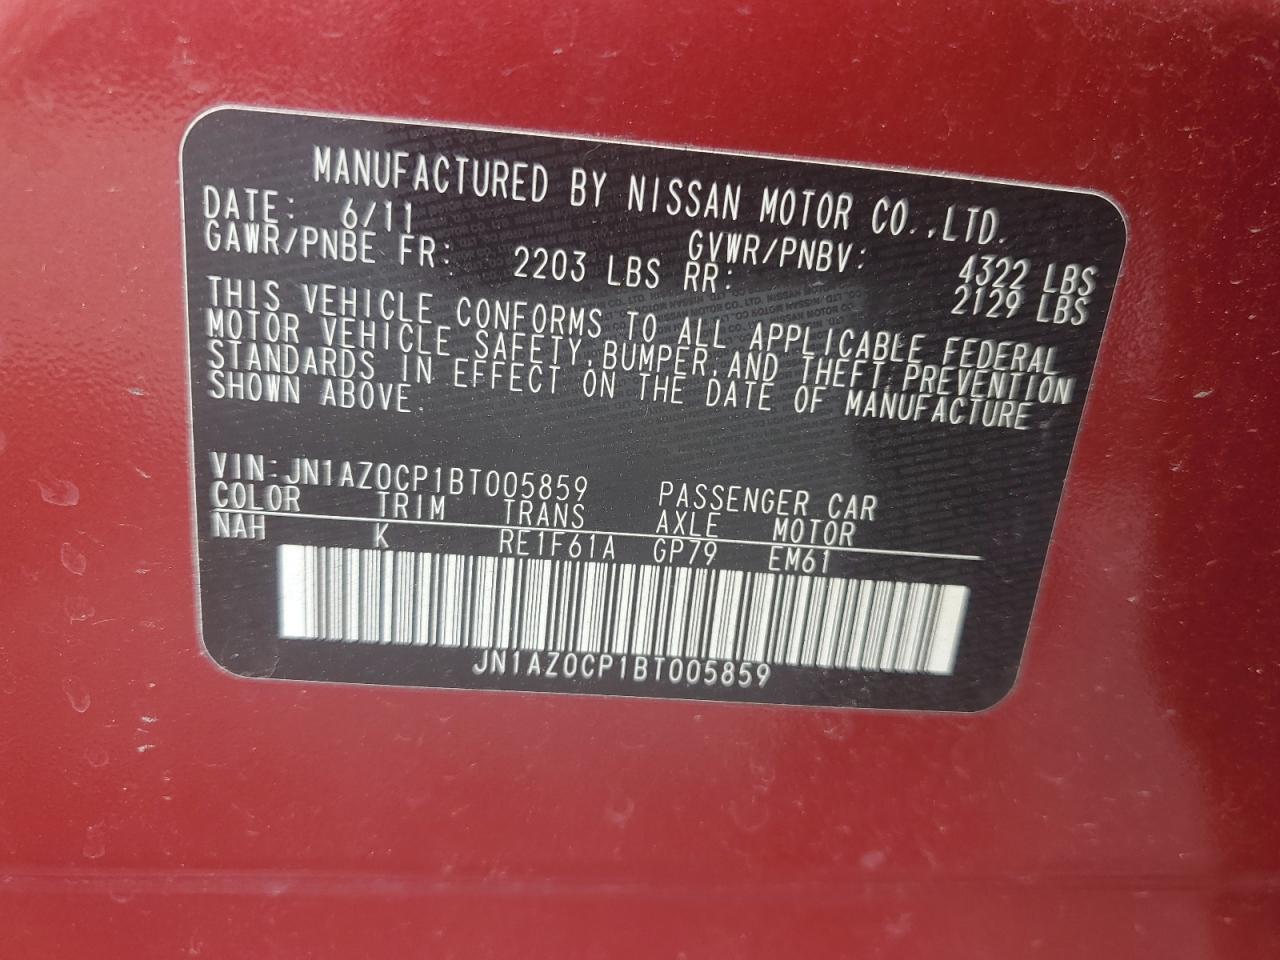 MANUFACTURED BY NISSAN MOTOR CO.,LTD.
DATE: 6/11 GVWR/PNBV: 4322 LBS
GAWR/PNBE FR: 2203 LBS RR: 2129 LBS
THIS VEHICLE CONFORMS TO ALL APPLICABLE FEDERAL
MOTOR VEHICLE SAFETY,BUMPER,AND THEFT PREVENTION
STANDARDS IN EFFECT ON THE DATE OF MANUFACTURE
SHOWN ABOVE.
VIN:JN1AZ0CP1BT005859 PASSENGER CAR
COLOR TRIM TRANS AXLE MOTOR
NAH K RE1F61A GP79 EM61
JN1AZ0CP1BT005859